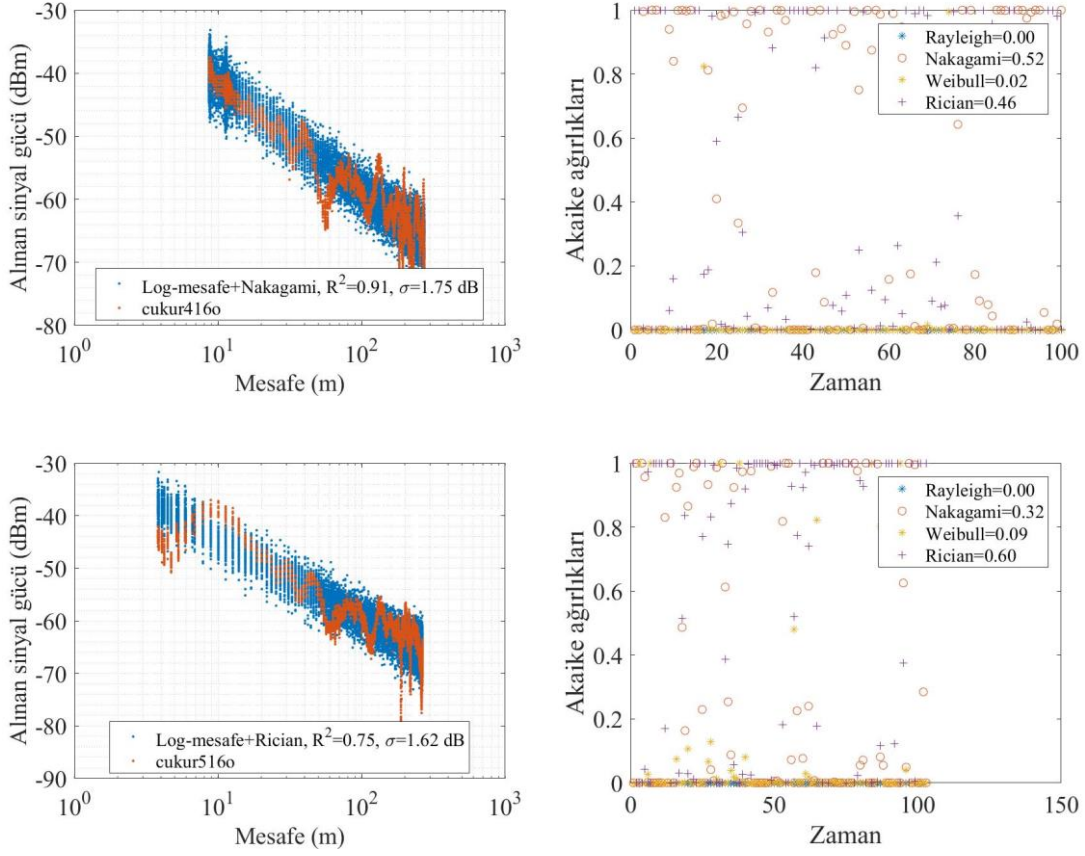 Alınan sinyal gücü (dBm)
-30
-40
-50
-60
-70
-80
Log-mesafe+Nakagami, R²=0.91, σ=1.75 dB
cukur416o
10⁰
10¹
10²
10³
Mesafe (m)
Akaike ağırlıkları
1
0.8
0.6
0.4
0.2
0
Rayleigh=0.00
Nakagami=0.52
Weibull=0.02
Rician=0.46
0
20
40
60
80
100
Zaman
Alınan sinyal gücü (dBm)
-30
-40
-50
-60
-70
-80
-90
Log-mesafe+Rician, R²=0.75, σ=1.62 dB
cukur516o
10⁰
10¹
10²
10³
Mesafe (m)
Akaike ağırlıkları
1
0.8
0.6
0.4
0.2
0
Rayleigh=0.00
Nakagami=0.32
Weibull=0.09
Rician=0.60
0
50
100
150
Zaman